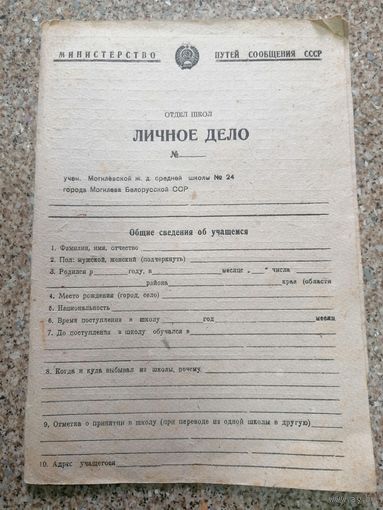 МИНИСТЕРСТВО ПУТЕЙ СООБЩЕНИЯ СССР
ОТДЕЛ ШКОЛ
ЛИЧНОЕ ДЕЛО
№
учен. Могилёвской ж. д. средней школы № 24
города Могилева Белорусской ССР
Общие сведения об учащемся
1. Фамилия, имя, отчество
2. Пол: мужской, женский (подчеркнуть)
3. Родился в году, в месяце, „ “ числа
района края (области
4. Место рождения (город, село)
5. Национальность
6. Время поступления в школу год месяц
7. До поступления в школу обучался в
8. Когда и куда выбывал из школы, почему
9. Отметка о принятии в школу (при переводе из одной школы в другую)
10. Адрес учащегося